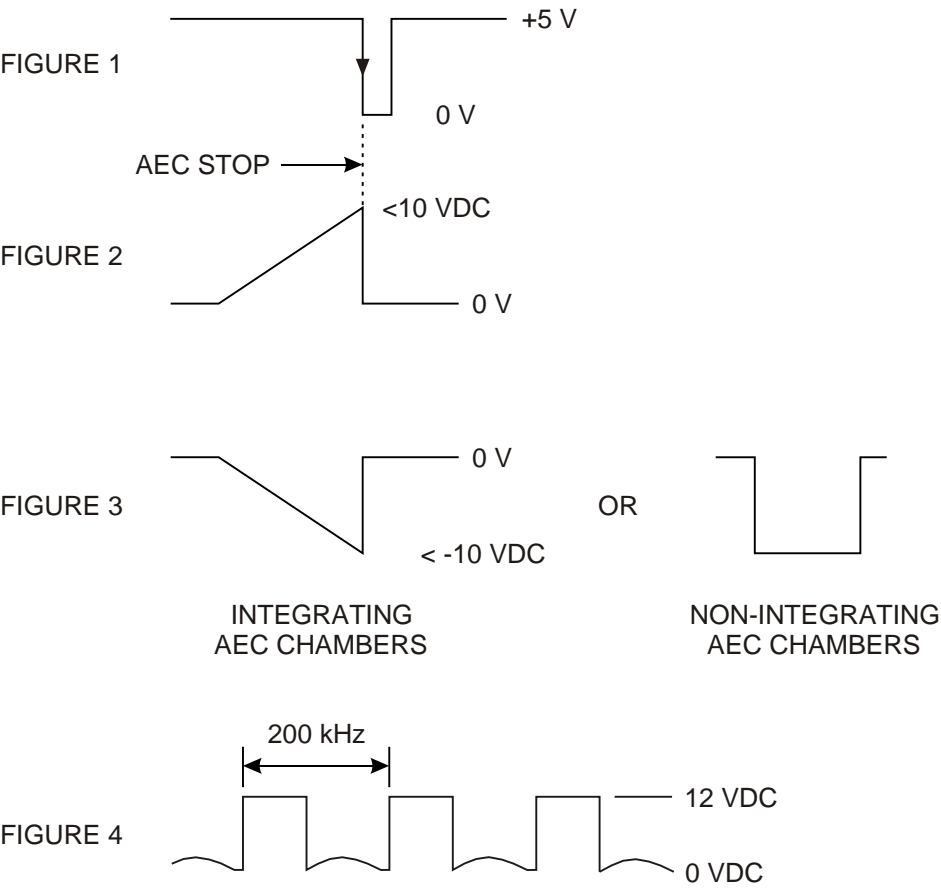 +5 V
FIGURE 1
0 V
AEC STOP
<10 VDC
FIGURE 2
0 V
0 V
FIGURE 3
OR
< -10 VDC
INTEGRATING
AEC CHAMBERS
NON-INTEGRATING
AEC CHAMBERS
200 kHz
12 VDC
FIGURE 4
0 VDC